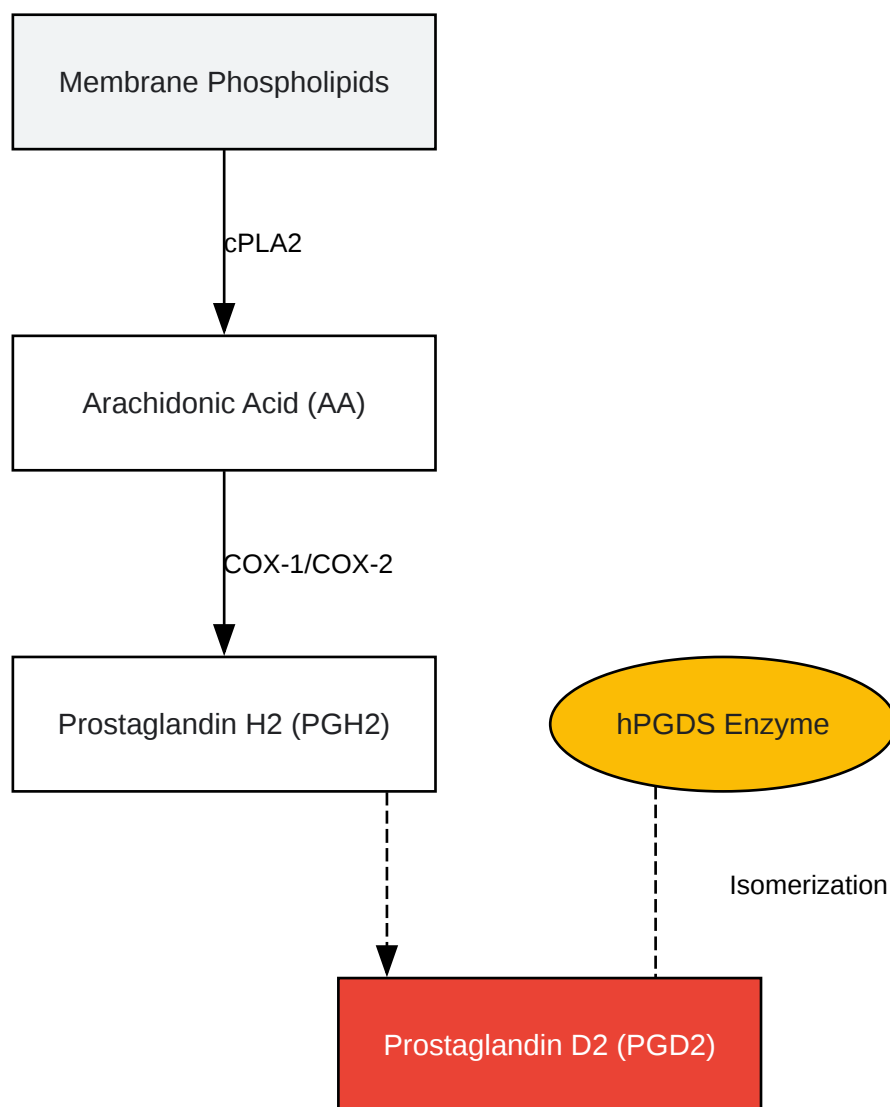 Membrane Phospholipids
cPLA2
Arachidonic Acid (AA)
COX-1/COX-2
Prostaglandin H2 (PGH2)
hPGDS Enzyme
Isomerization
Prostaglandin D2 (PGD2)